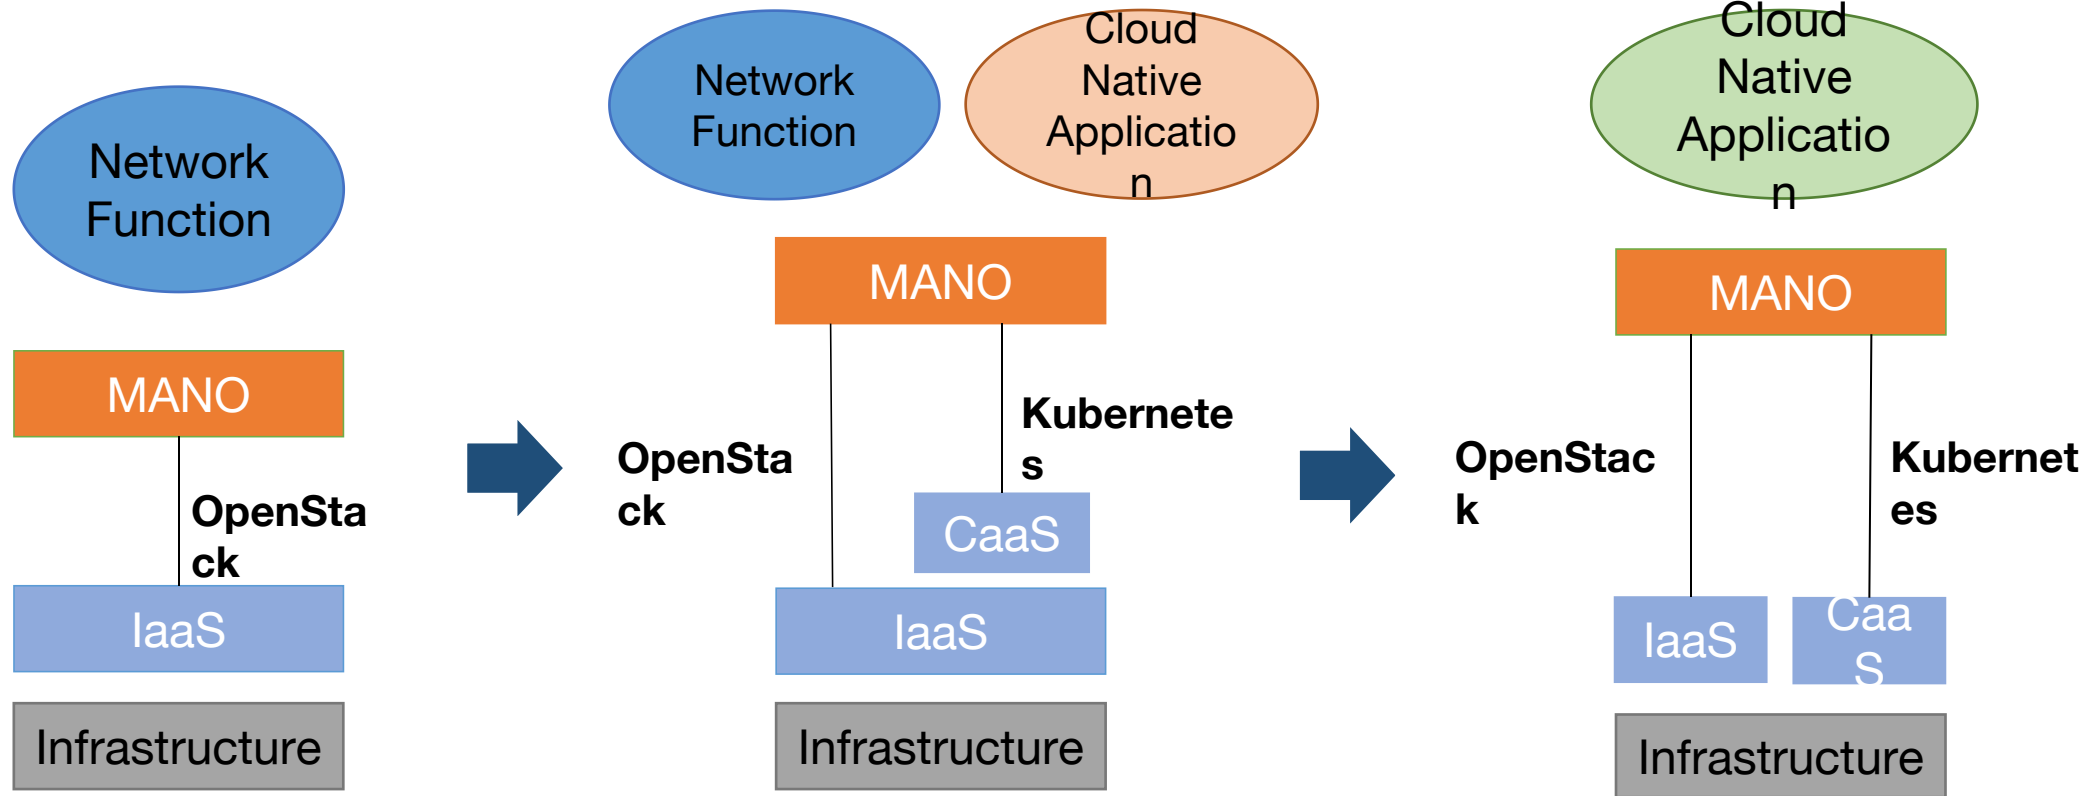 Network
Function
MANO
OpenSta
ck
IaaS
Infrastructure
Network
Function
Cloud
Native
Applicatio
n
MANO
OpenSta
ck
Kubernete
s
CaaS
IaaS
Infrastructure
Cloud
Native
Applicatio
n
MANO
OpenStac
k
Kubernet
es
IaaS
Caa
S
Infrastructure